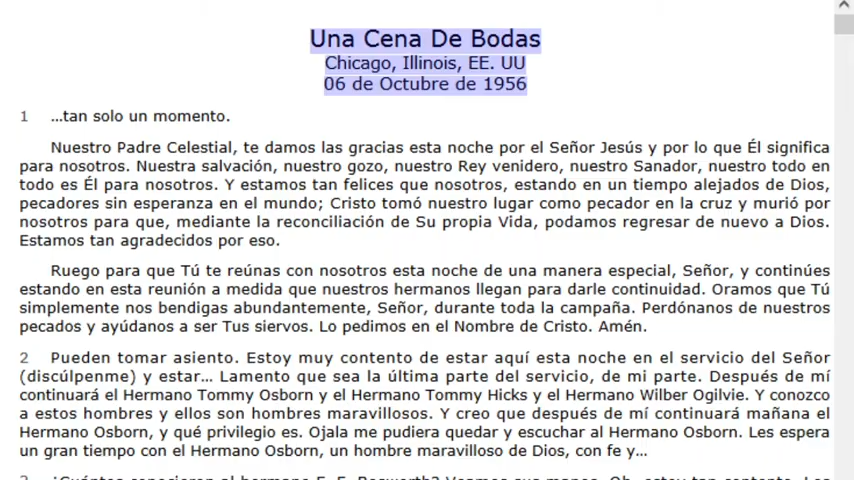 Una Cena De Bodas
Chicago, Illinois, EE. UU
06 de Octubre de 1956
1 …tan solo un momento.
Nuestro Padre Celestial, te damos las gracias esta noche por el Señor Jesús y por lo que Él significa
para nosotros. Nuestra salvación, nuestro gozo, nuestro Rey venidero, nuestro Sanador, nuestro todo en
todo es Él para nosotros. Y estamos tan felices que nosotros, estando en un tiempo alejados de Dios,
pecadores sin esperanza en el mundo; Cristo tomó nuestro lugar como pecador en la cruz y murió por
nosotros para que, mediante la reconciliación de Su propia Vida, podamos regresar de nuevo a Dios.
Estamos tan agradecidos por eso.
Ruego para que Tú te reúnas con nosotros esta noche de una manera especial, Señor, y continúes
estando en esta reunión a medida que nuestros hermanos llegan para darle continuidad. Oramos que Tú
simplemente nos bendigas abundantemente, Señor, durante toda la campaña. Perdónanos de nuestros
pecados y ayúdanos a ser Tus siervos. Lo pedimos en el Nombre de Cristo. Amén.
2 Pueden tomar asiento. Estoy muy contento de estar aquí esta noche en el servicio del Señor
(discúlpenme) y estar… Lamento que sea la última parte del servicio, de mi parte. Después de mí
continuará el Hermano Tommy Osborn y el Hermano Tommy Hicks y el Hermano Wilber Ogilvie. Y conozco
a estos hombres y ellos son hombres maravillosos. Y creo que después de mí continuará mañana el
Hermano Osborn, y qué privilegio es. Ojala me pudiera quedar y escuchar al Hermano Osborn. Les espera
un gran tiempo con el Hermano Osborn, un hombre maravilloso de Dios, con fe y…